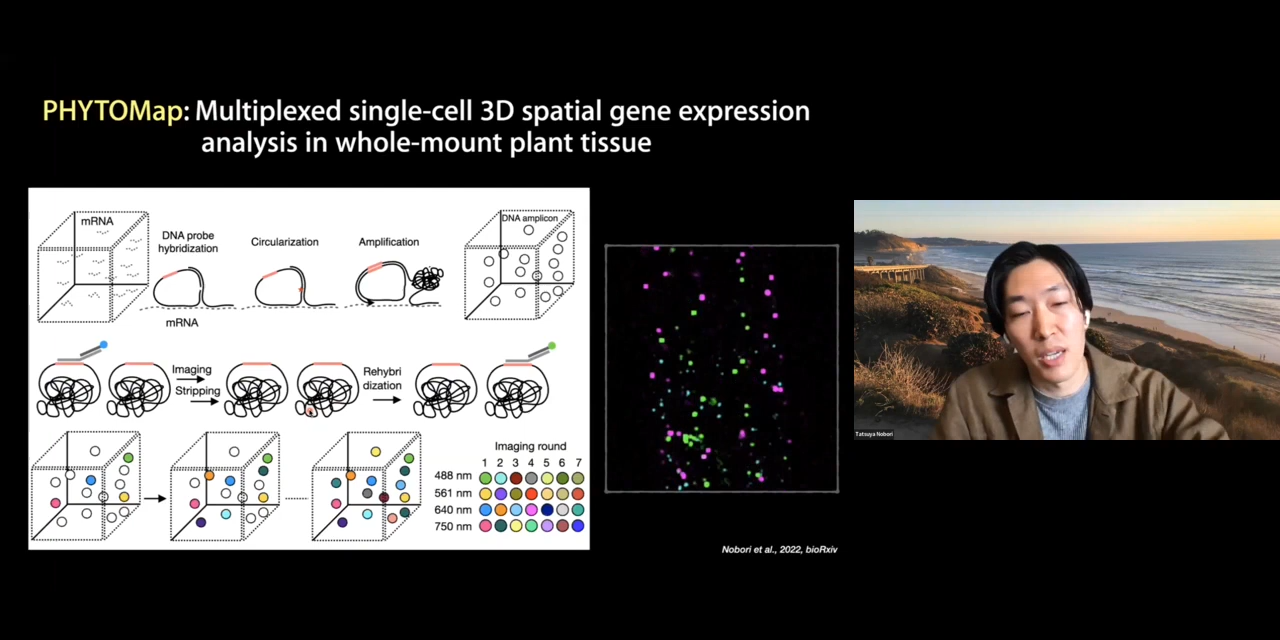 PHYTOMap: Multiplexed single-cell 3D spatial gene expression
analysis in whole-mount plant tissue
mRNA
DNA probe
hybridization
Circularization
Amplification
DNA amplicon
mRNA
Imaging
Stripping
Rehybri
dization
Imaging round
1 2 3 4 5 6 7
488 nm
561 nm
640 nm
750 nm
Nobori et al., 2022, bioRxiv
Tatsuya Nobori